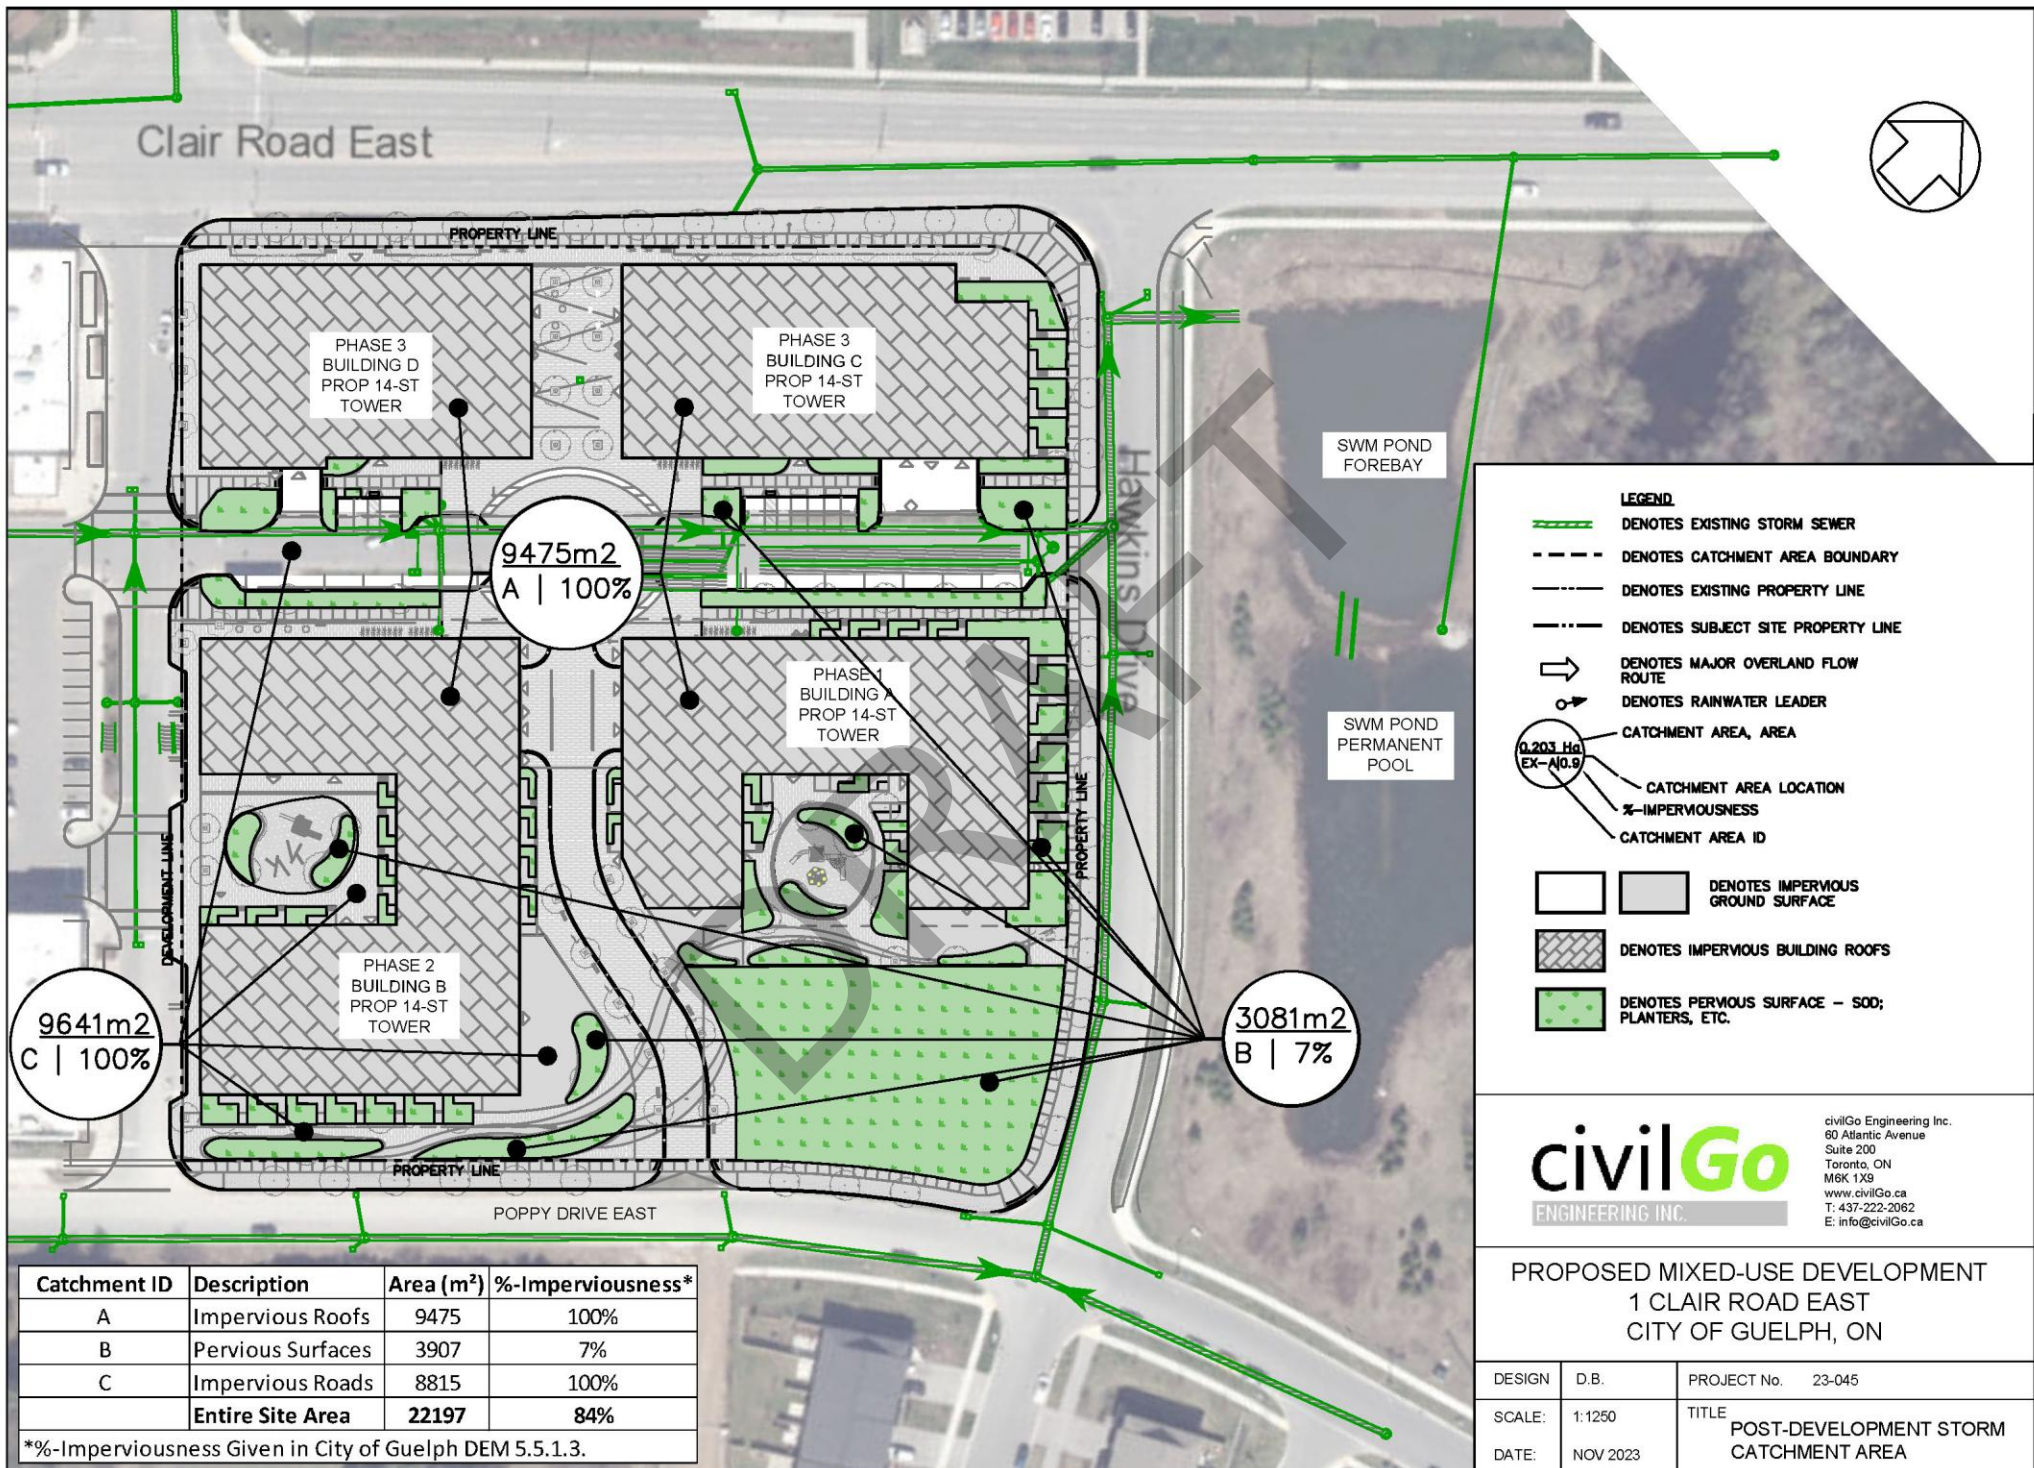 Clair Road East
PROPERTY LINE
PHASE 3
BUILDING D
PROP 14-ST
TOWER
PHASE 3
BUILDING C
PROP 14-ST
TOWER
9475m2
A | 100%
Hawkins Drive
SWM POND
FOREBAY
PHASE 1
BUILDING A
PROP 14-ST
TOWER
SWM POND
PERMANENT
POOL
PROPERTY LINE
DEVELOPMENT LINE
PHASE 2
BUILDING B
PROP 14-ST
TOWER
9641m2
C | 100%
3081m2
B | 7%
PROPERTY LINE
POPPY DRIVE EAST
DRAFT
Catchment ID Description Area (m²) %-Imperviousness*
A Impervious Roofs 9475 100%
B Pervious Surfaces 3907 7%
C Impervious Roads 8815 100%
Entire Site Area 22197 84%
*%-Imperviousness Given in City of Guelph DEM 5.5.1.3.
LEGEND
DENOTES EXISTING STORM SEWER
DENOTES CATCHMENT AREA BOUNDARY
DENOTES EXISTING PROPERTY LINE
DENOTES SUBJECT SITE PROPERTY LINE
DENOTES MAJOR OVERLAND FLOW
ROUTE
DENOTES RAINWATER LEADER
CATCHMENT AREA, AREA
0.203 Ha
EX-A|0.9
CATCHMENT AREA LOCATION
%-IMPERVIOUSNESS
CATCHMENT AREA ID
DENOTES IMPERVIOUS
GROUND SURFACE
DENOTES IMPERVIOUS BUILDING ROOFS
DENOTES PERVIOUS SURFACE - SOD;
PLANTERS, ETC.
civilGo
ENGINEERING INC.
civilGo Engineering Inc.
60 Atlantic Avenue
Suite 200
Toronto, ON
M6K 1X9
www.civilGo.ca
T: 437-222-2062
E: info@civilGo.ca
PROPOSED MIXED-USE DEVELOPMENT
1 CLAIR ROAD EAST
CITY OF GUELPH, ON
DESIGN D.B. PROJECT No. 23-045
SCALE: 1:1250
DATE: NOV 2023
TITLE
POST-DEVELOPMENT STORM
CATCHMENT AREA